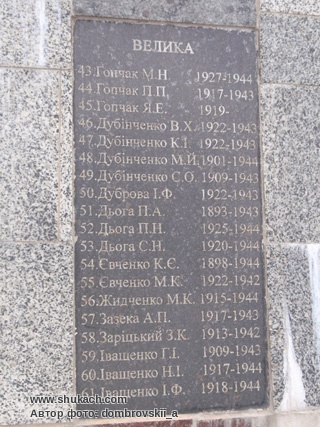 ВЕЛИКА
43.Гончак М.Н. 1927-1944
44.Гопчак П.П. 1917-1943
45.Гопчак Я.Е. 1919-
46.Дубінченко В.Х. 1922-1943
47.Дубінченко К.І. 1922-1943
48.Дубінченко М.Й. 1901-1944
49.Дубінченко С.О. 1909-1943
50.Дуброва І.Ф. 1922-1943
51.Дьога П.А. 1893-1943
52.Дьога П.Н. 1925-1944
53.Дьога С.Н. 1920-1944
54.Євченко К.Є. 1898-1944
55.Євченко М.К. 1922-1942
56.Жидченко М.К. 1915-1944
57.Зазека А.П. 1917-1943
58.Заріцький З.К. 1913-1942
59.Іващенко Г.І. 1909-1943
60.Іващенко Н.І. 1917-1944
61.Іващенко І.Ф. 1918-1944
www.shukach.com
Автор фото- dombrovskii_a